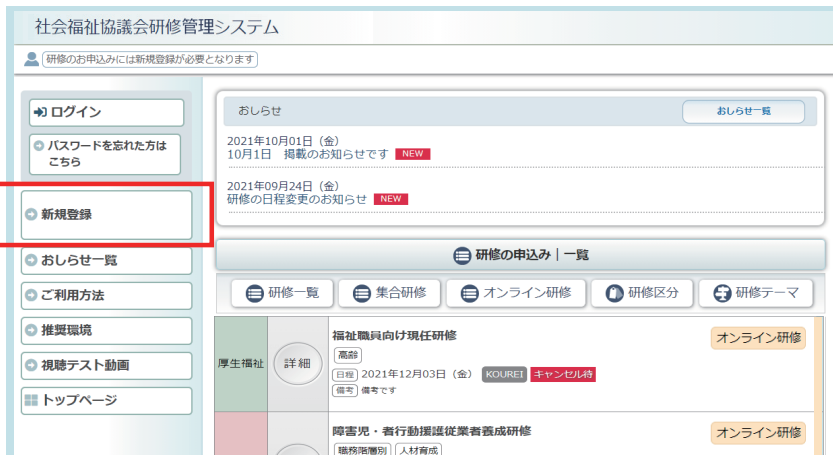 社会福祉協議会研修管理システム
研修のお申込みには新規登録が必要となります
ログイン
パスワードを忘れた方は
こちら
新規登録
おしらせ一覧
ご利用方法
推奨環境
視聴テスト動画
トップページ
おしらせ
おしらせ一覧
2021年10月01日（金）
10月1日　掲載のお知らせです NEW
2021年09月24日（金）
研修の日程変更のお知らせ NEW
研修の申込み｜一覧
研修一覧
集合研修
オンライン研修
研修区分
研修テーマ
厚生福祉
詳細
福祉職員向け現任研修
高齢
日程 2021年12月03日（金） KOUREI キャンセル待
備考 備考です
オンライン研修
障害児・者行動援護従業者養成研修
職務階層別 人材育成
オンライン研修